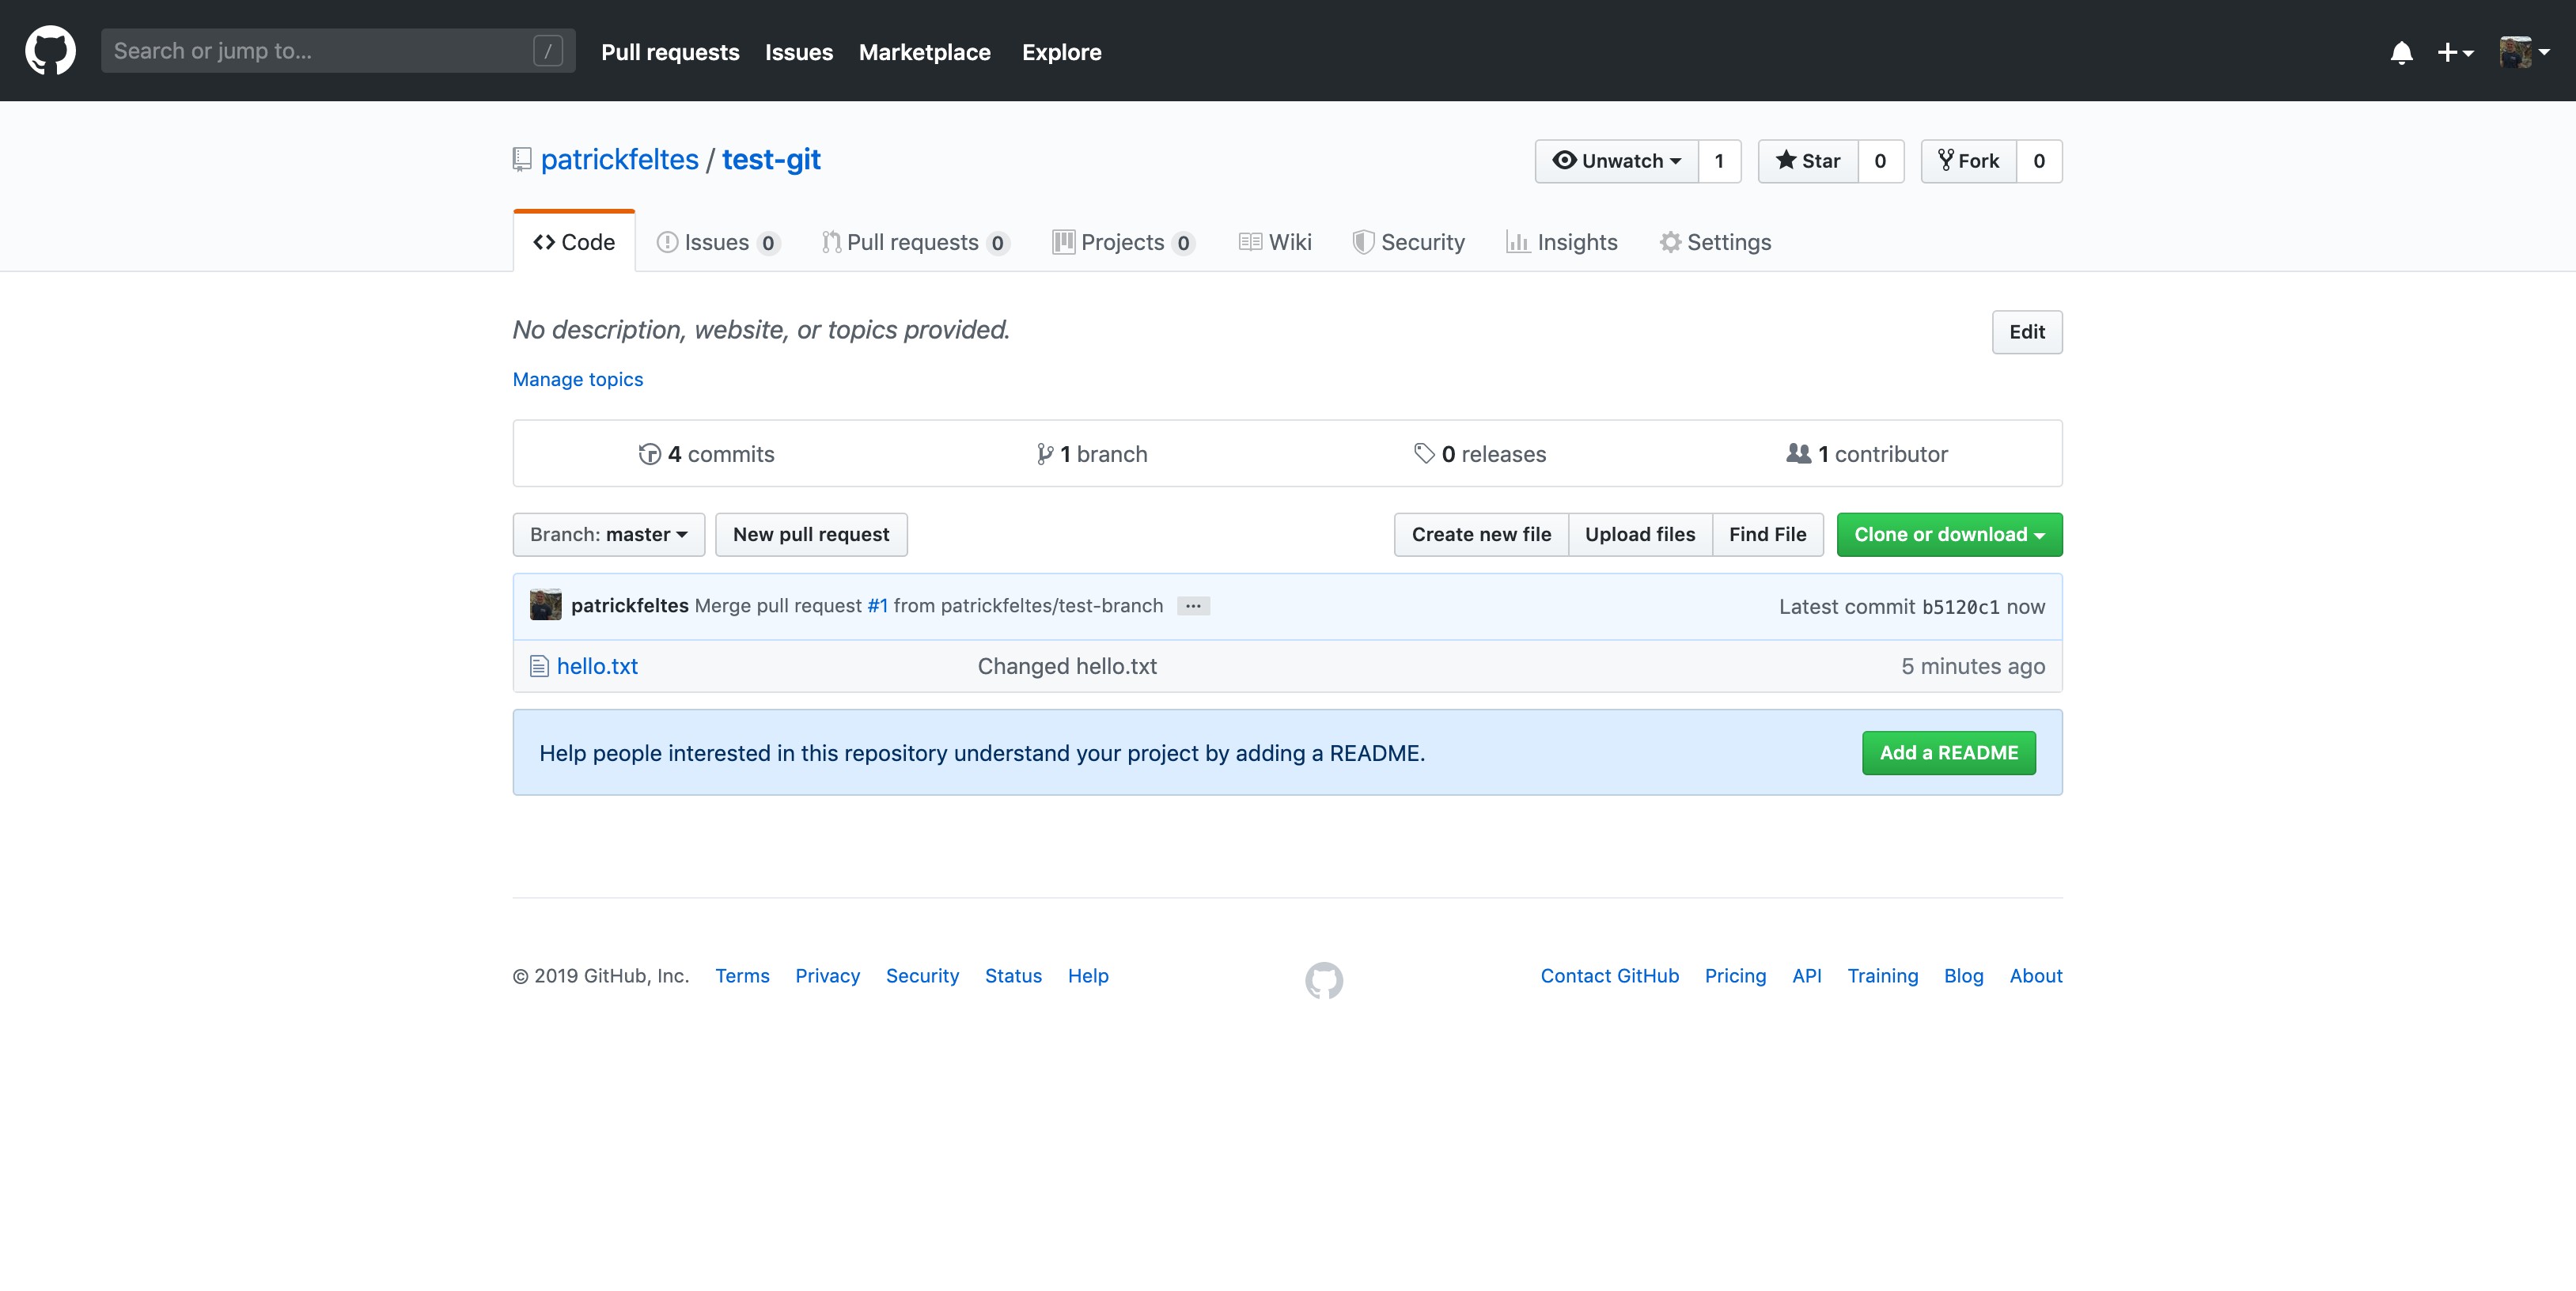 Search or jump to... / Pull requests Issues Marketplace Explore
patrickfeltes / test-git Unwatch 1 Star 0 Fork 0
Code Issues 0 Pull requests 0 Projects 0 Wiki Security Insights Settings
No description, website, or topics provided. Edit
Manage topics
4 commits 1 branch 0 releases 1 contributor
Branch: master New pull request Create new file Upload files Find File Clone or download
patrickfeltes Merge pull request #1 from patrickfeltes/test-branch ... Latest commit b5120c1 now
hello.txt Changed hello.txt 5 minutes ago
Help people interested in this repository understand your project by adding a README. Add a README
© 2019 GitHub, Inc. Terms Privacy Security Status Help Contact GitHub Pricing API Training Blog About